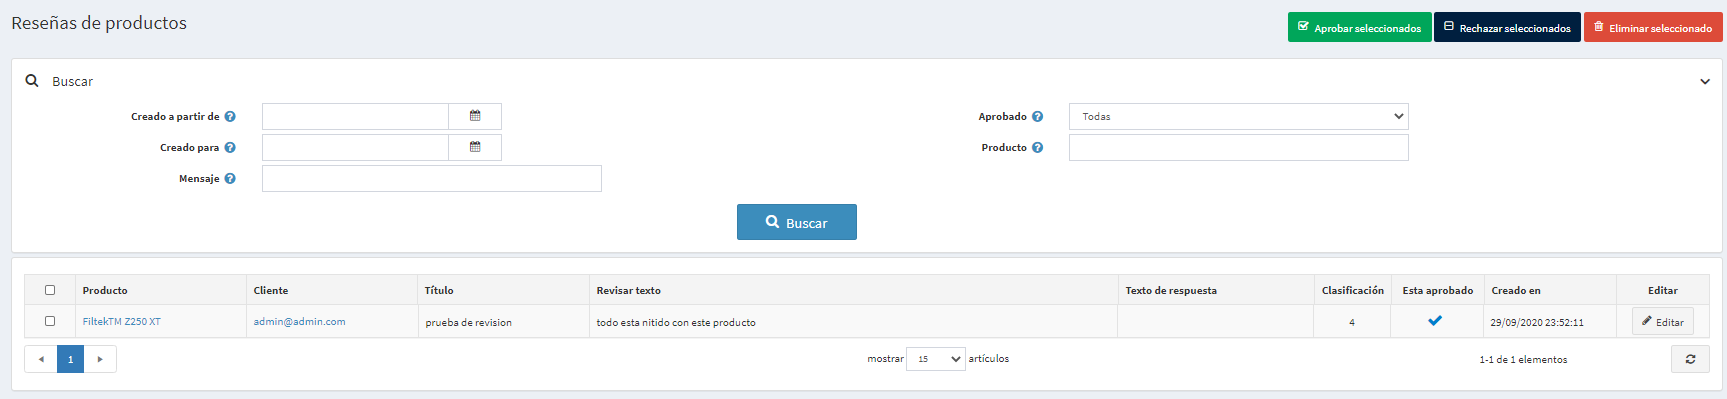 Reseñas de productos
Aprobar seleccionados
Rechazar seleccionados
Eliminar seleccionado
Buscar
Creado a partir de
Aprobado
Todas
Creado para
Producto
Mensaje
Buscar
Producto Cliente Título Revisar texto Texto de respuesta Clasificación Esta aprobado Creado en Editar
FiltekTM Z250 XT admin@admin.com prueba de revision todo esta nitido con este producto 4 29/09/2020 23:52:11 Editar
1 mostrar 15 artículos 1-1 de 1 elementos